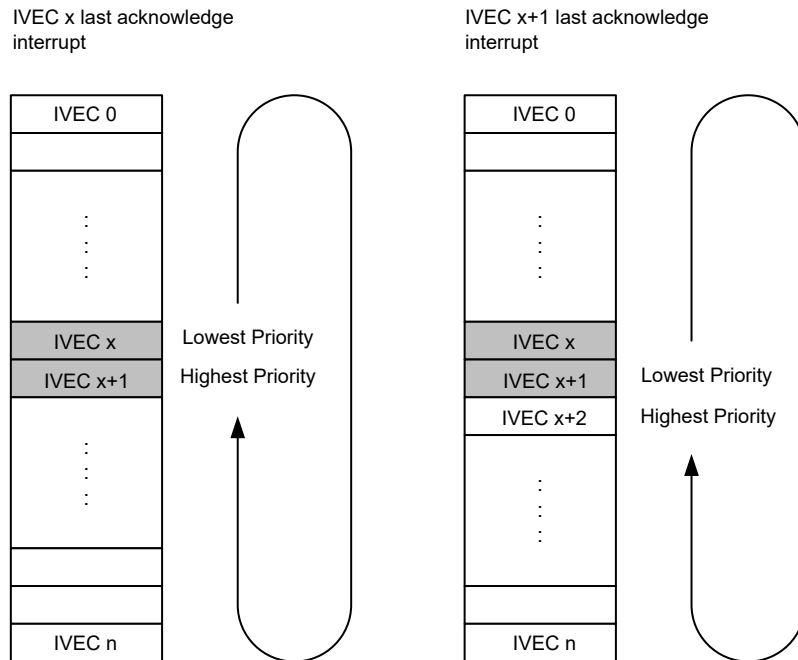 IVEC x last acknowledge
interrupt
IVEC 0
:
:
IVEC x
Lowest Priority
IVEC x+1
Highest Priority
:
:
IVEC n
IVEC x+1 last acknowledge
interrupt
IVEC 0
:
:
IVEC x
IVEC x+1
Lowest Priority
IVEC x+2
Highest Priority
:
:
IVEC n